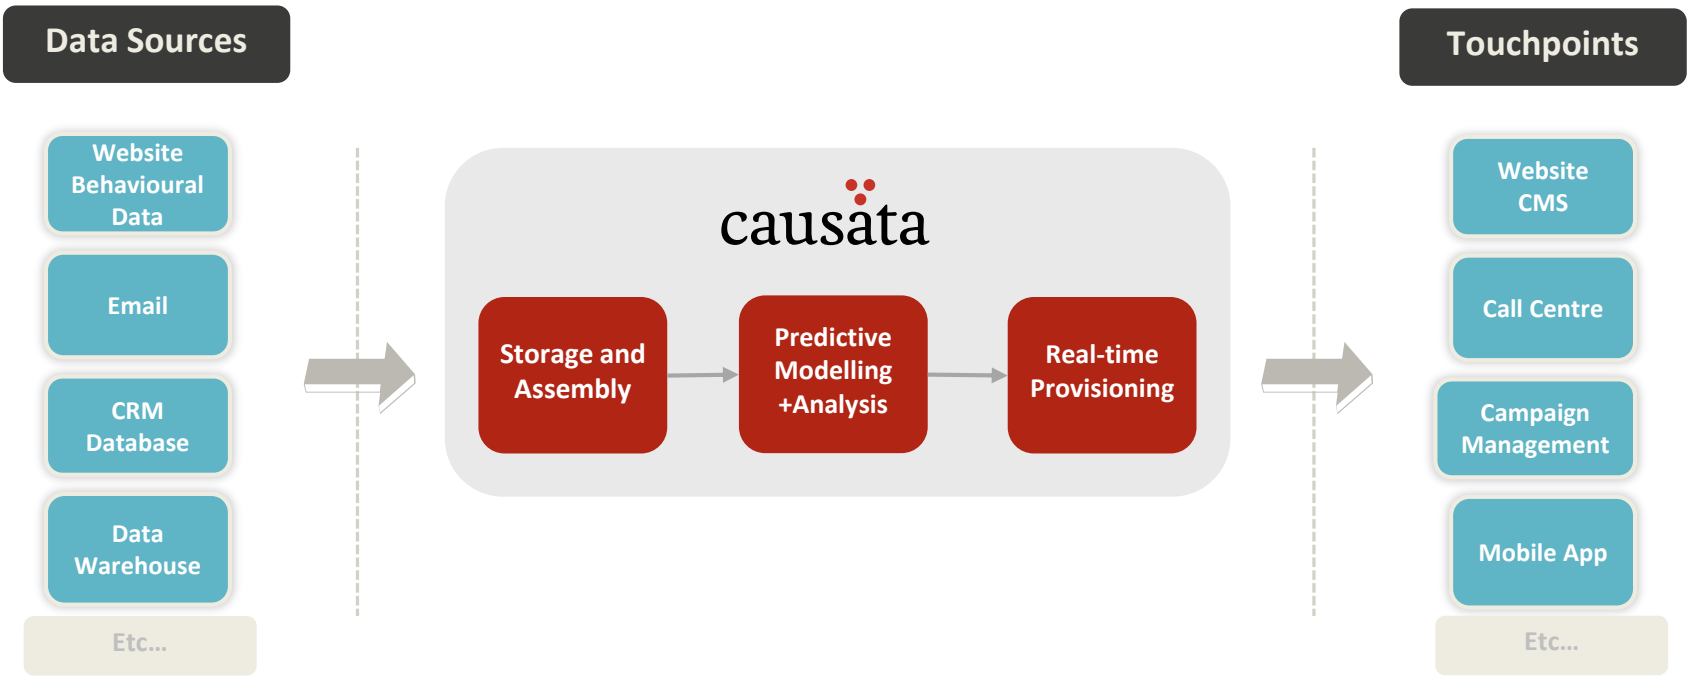 Data Sources
Website
Behavioural
Data
Email
CRM
Database
Data
Warehouse
Etc...
causata
Storage and
Assembly
Predictive
Modelling
+Analysis
Real-time
Provisioning
Touchpoints
Website
CMS
Call Centre
Campaign
Management
Mobile App
Etc...